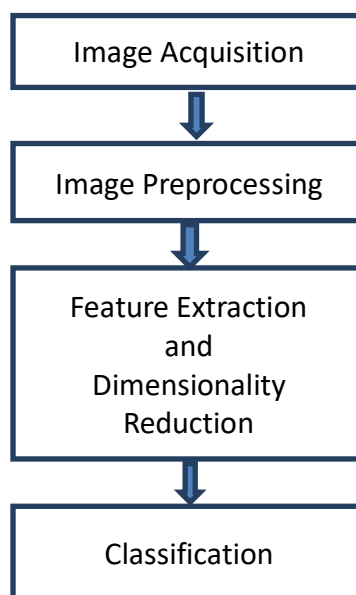 Image Acquisition
Image Preprocessing
Feature Extraction
and
Dimensionality
Reduction
Classification